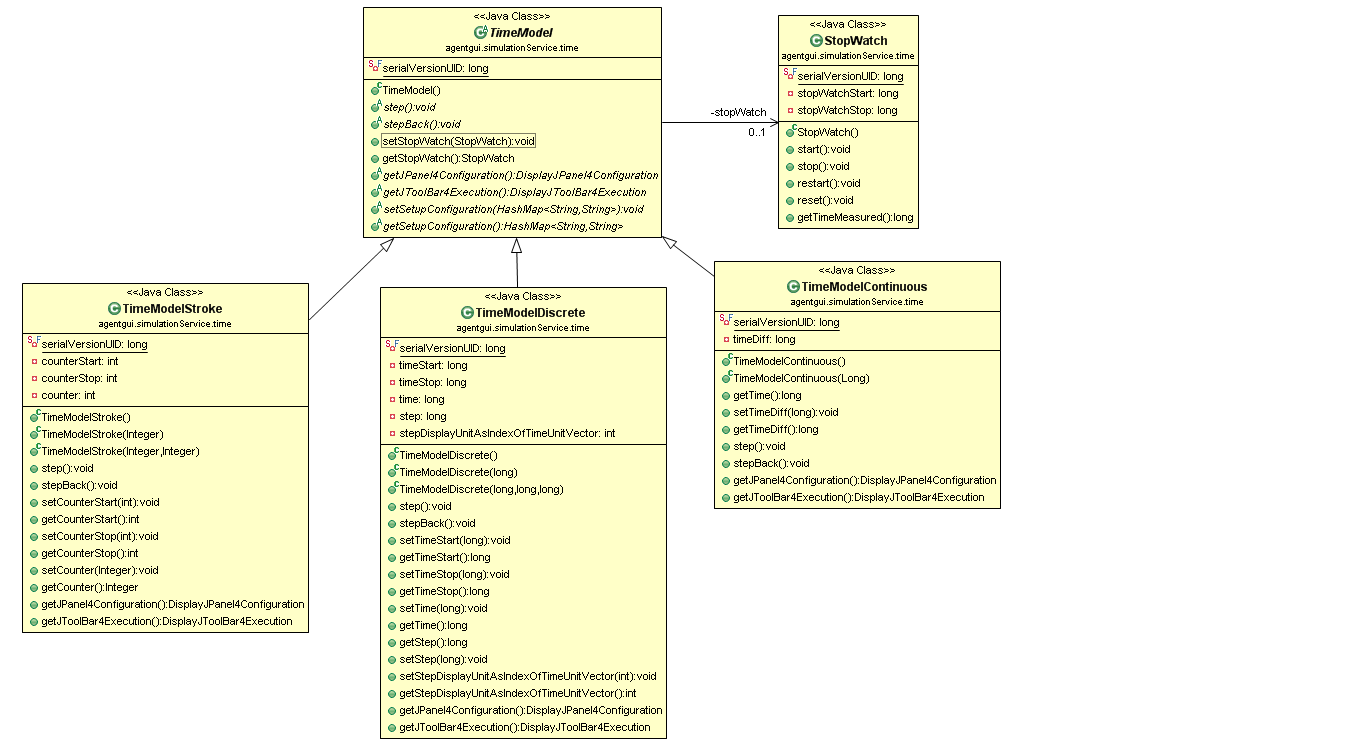 <<Java Class>>
TimeModel
agentgui.simulationService.time
serialVersionUID: long
TimeModel()
step():void
stepBack():void
setStopWatch(StopWatch):void
getStopWatch():StopWatch
getJPanel4Configuration():DisplayJPanel4Configuration
getJToolBar4Execution():DisplayJToolBar4Execution
setSetupConfiguration(HashMap<String,String>):void
getSetupConfiguration():HashMap<String,String>
-stopWatch
0..1
<<Java Class>>
StopWatch
agentgui.simulationService.time
serialVersionUID: long
stopWatchStart: long
stopWatchStop: long
StopWatch()
start():void
stop():void
restart():void
reset():void
getTimeMeasured():long
<<Java Class>>
TimeModelStroke
agentgui.simulationService.time
serialVersionUID: long
counterStart: int
counterStop: int
counter: int
TimeModelStroke()
TimeModelStroke(Integer)
TimeModelStroke(Integer,Integer)
step():void
stepBack():void
setCounterStart(int):void
getCounterStart():int
setCounterStop(int):void
getCounterStop():int
setCounter(Integer):void
getCounter():Integer
getJPanel4Configuration():DisplayJPanel4Configuration
getJToolBar4Execution():DisplayJToolBar4Execution
<<Java Class>>
TimeModelDiscrete
agentgui.simulationService.time
serialVersionUID: long
timeStart: long
timeStop: long
time: long
step: long
stepDisplayUnitAsIndexOfTimeUnitVector: int
TimeModelDiscrete()
TimeModelDiscrete(long)
TimeModelDiscrete(long,long,long)
step():void
stepBack():void
setTimeStart(long):void
getTimeStart():long
setTimeStop(long):void
getTimeStop():long
setTime(long):void
getTime():long
getStep():long
setStep(long):void
setStepDisplayUnitAsIndexOfTimeUnitVector(int):void
getStepDisplayUnitAsIndexOfTimeUnitVector():int
getJPanel4Configuration():DisplayJPanel4Configuration
getJToolBar4Execution():DisplayJToolBar4Execution
<<Java Class>>
TimeModelContinuous
agentgui.simulationService.time
serialVersionUID: long
timeDiff: long
TimeModelContinuous()
TimeModelContinuous(Long)
getTime():long
setTimeDiff(long):void
getTimeDiff():long
step():void
stepBack():void
getJPanel4Configuration():DisplayJPanel4Configuration
getJToolBar4Execution():DisplayJToolBar4Execution